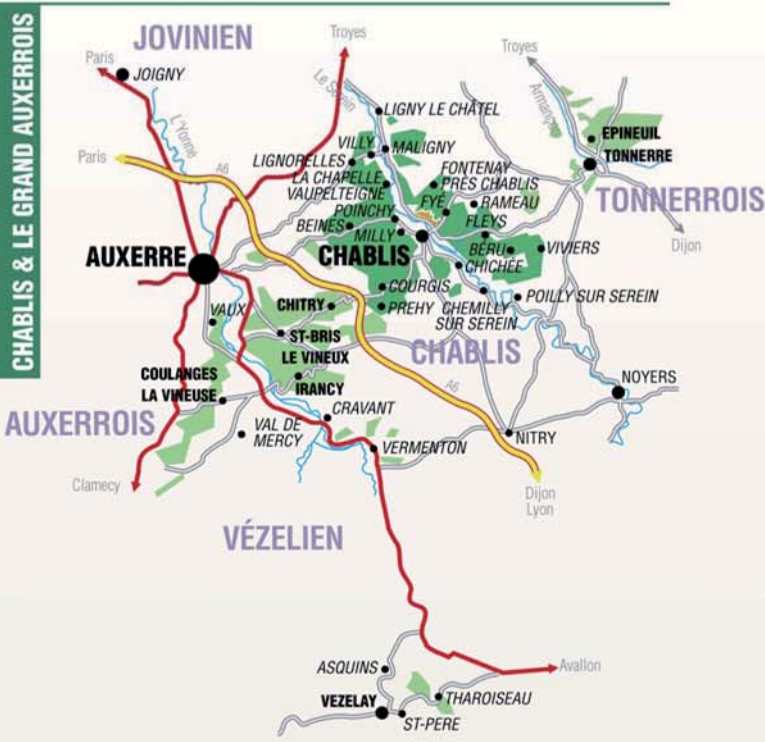 CHABLIS & LE GRAND AUXERROIS
JOVINIEN
Troyes
Troyes
Paris
JOIGNY
Le Serein
Armançon
LIGNY LE CHÂTEL
L'Yonne
EPINEUIL
VILLY
MALIGNY
TONNERRE
Paris
A6
LIGNORELLES
FONTENAY
PRÈS CHABLIS
LA CHAPELLE
VAUPELTEIGNE
TONNERROIS
FYÉ
RAMEAU
POINCHY
FLEYS
BEINES
MILLY
Dijon
AUXERRE
CHABLIS
BÉRU
VIVIERS
CHICHÉE
COURGIS
POILLY SUR SEREIN
CHITRY
PREHY
CHEMILLY
SUR SEREIN
VAUX
ST-BRIS
LE VINEUX
CHABLIS
COULANGES
LA VINEUSE
IRANCY
A6
NOYERS
CRAVANT
AUXERROIS
VAL DE
MERCY
NITRY
VERMENTON
Clamecy
Dijon
Lyon
VÉZELIEN
ASQUINS
Avallon
VEZELAY
THAROISEAU
ST-PERE